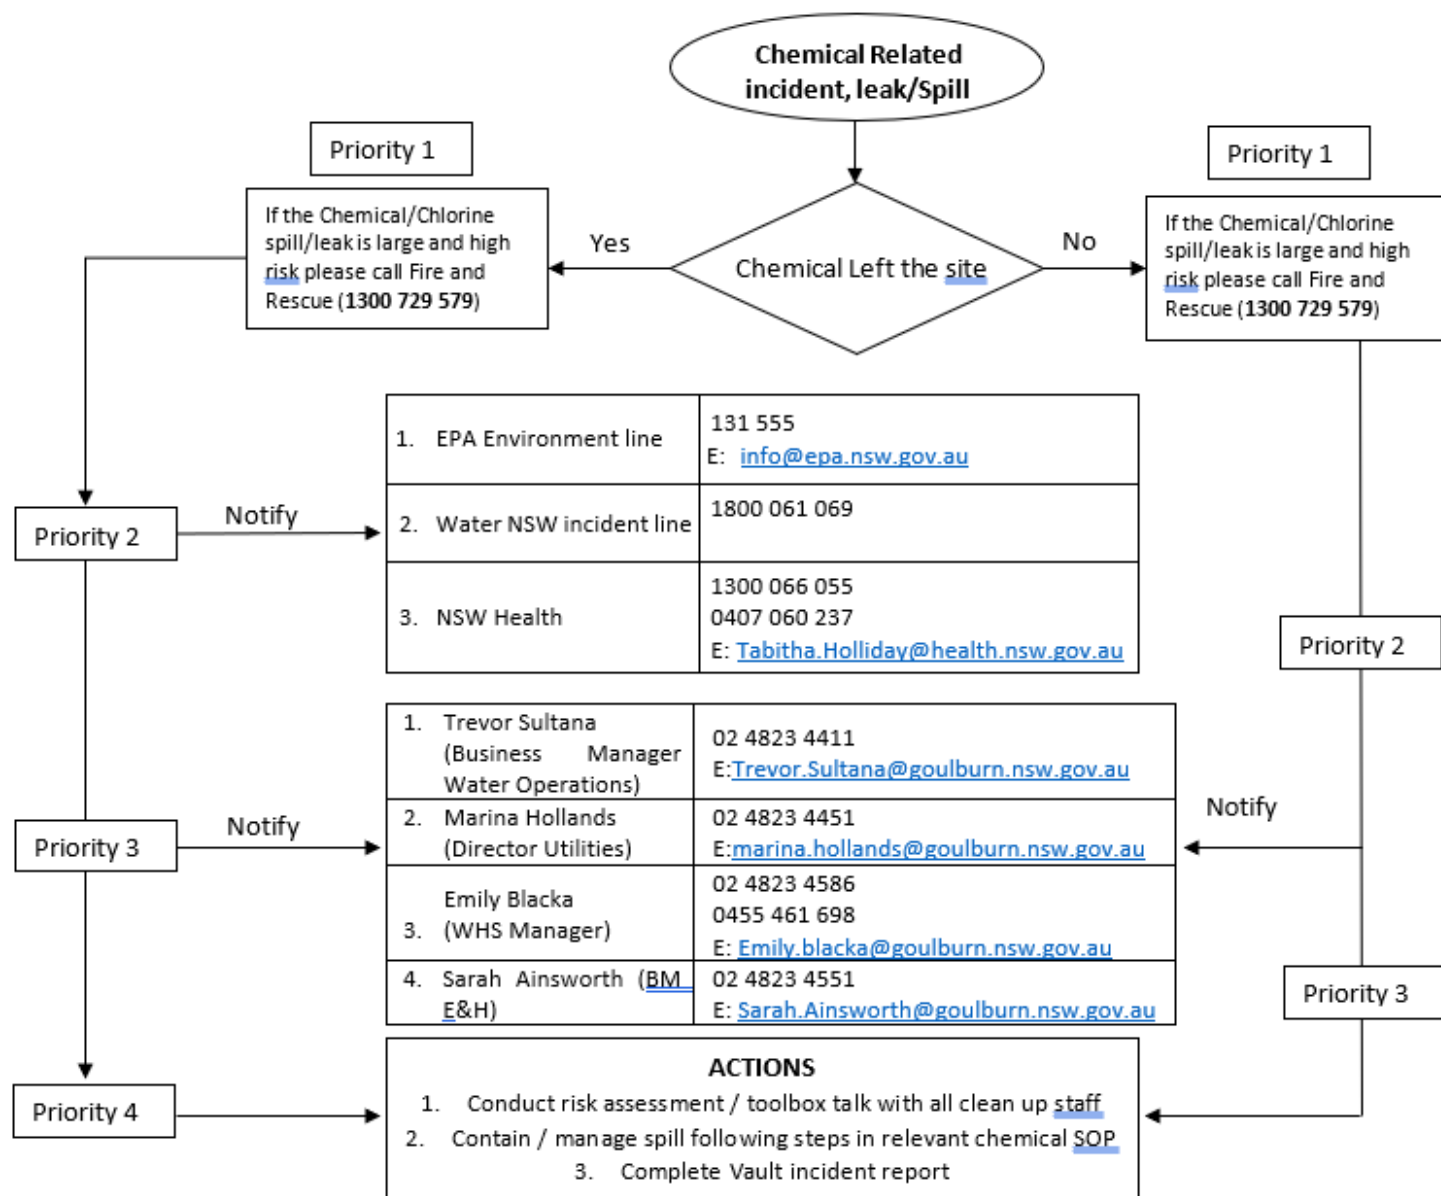 Chemical Related
incident, leak/Spill
Priority 1
Priority 1
If the Chemical/Chlorine
spill/leak is large and high
risk please call Fire and
Rescue (1300 729 579)
Yes
Chemical Left the site
No
If the Chemical/Chlorine
spill/leak is large and high
risk please call Fire and
Rescue (1300 729 579)
1. EPA Environment line
131 555
E: info@epa.nsw.gov.au
Priority 2
Notify
2. Water NSW incident line
1800 061 069
3. NSW Health
1300 066 055
0407 060 237
E: Tabitha.Holliday@health.nsw.gov.au
Priority 2
1. Trevor Sultana
(Business Manager
Water Operations)
02 4823 4411
E:Trevor.Sultana@goulburn.nsw.gov.au
Priority 3
Notify
2. Marina Hollands
(Director Utilities)
02 4823 4451
E:marina.hollands@goulburn.nsw.gov.au
Notify
Emily Blacka
3. (WHS Manager)
02 4823 4586
0455 461 698
E: Emily.blacka@goulburn.nsw.gov.au
4. Sarah Ainsworth (BM
E&H)
02 4823 4551
E: Sarah.Ainsworth@goulburn.nsw.gov.au
Priority 3
Priority 4
ACTIONS
1. Conduct risk assessment / toolbox talk with all clean up staff
2. Contain / manage spill following steps in relevant chemical SOP
3. Complete Vault incident report